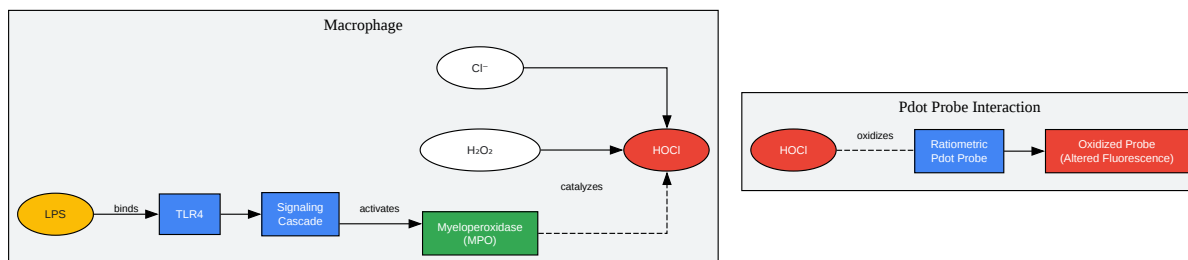 Macrophage
Cl⁻
H₂O₂
HOCl
catalyzes
LPS
binds
TLR4
Signaling
Cascade
activates
Myeloperoxidase
(MPO)
Pdot Probe Interaction
HOCl
oxidizes
Ratiometric
Pdot Probe
Oxidized Probe
(Altered Fluorescence)